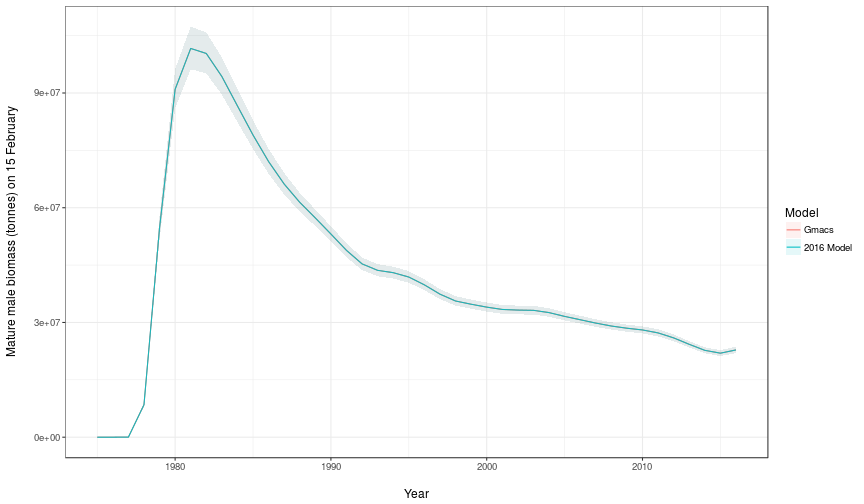 Mature male biomass (tonnes) on 15 February
9e+07
6e+07
3e+07
0e+00
1980
1990
2000
2010
Year
Model
Gmacs
2016 Model